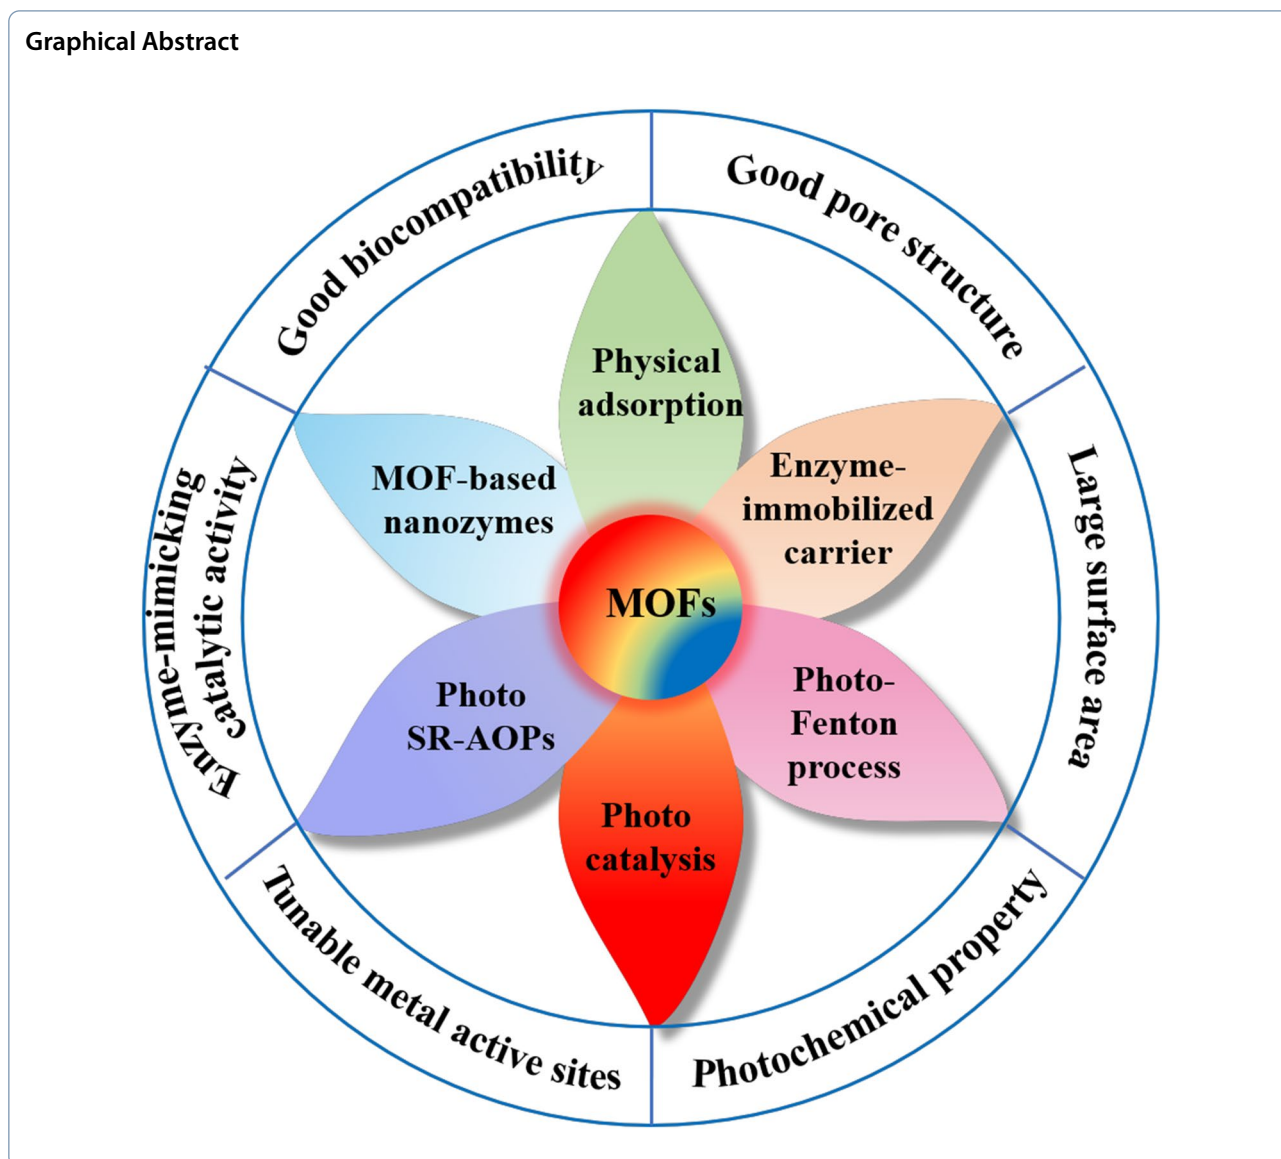 Graphical Abstract
Good biocompatibility
Good pore structure
Large surface area
Photochemical property
Tunable metal active sites
Enzyme-mimicking
catalytic activity
Physical
adsorption
Enzyme-
immobilized
carrier
Photo-
Fenton
process
Photo
catalysis
Photo
SR-AOPs
MOF-based
nanozymes
MOFs